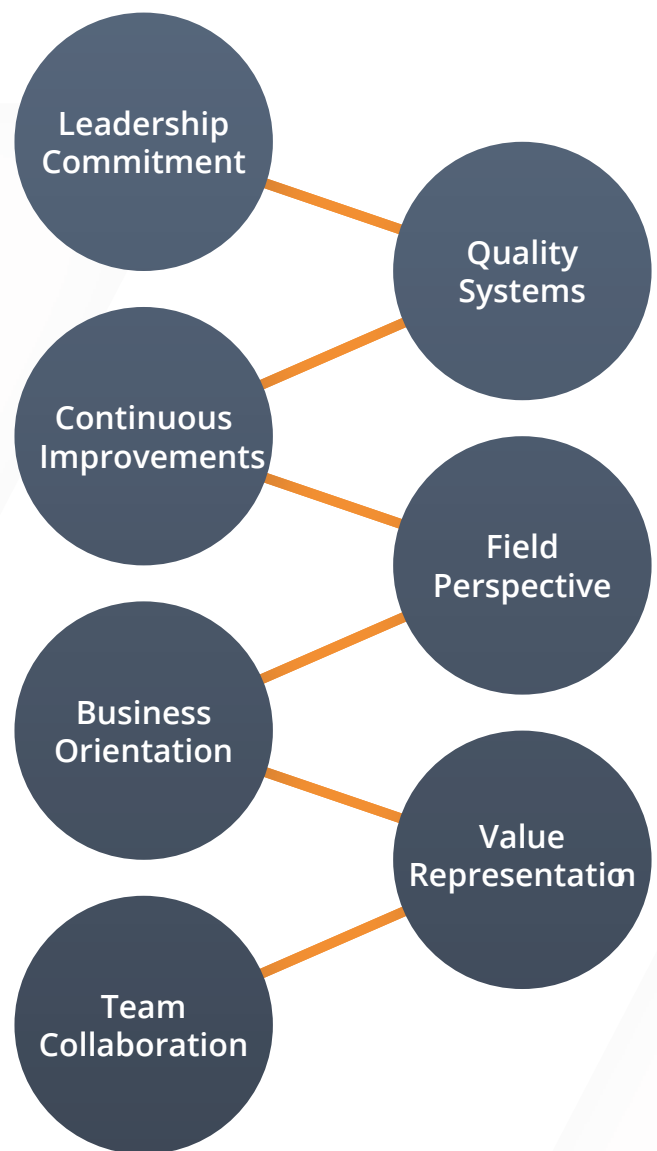 Leadership
Commitment
Quality
Systems
Continuous
Improvements
Field
Perspective
Business
Orientation
Value
Representation
Team
Collaboration